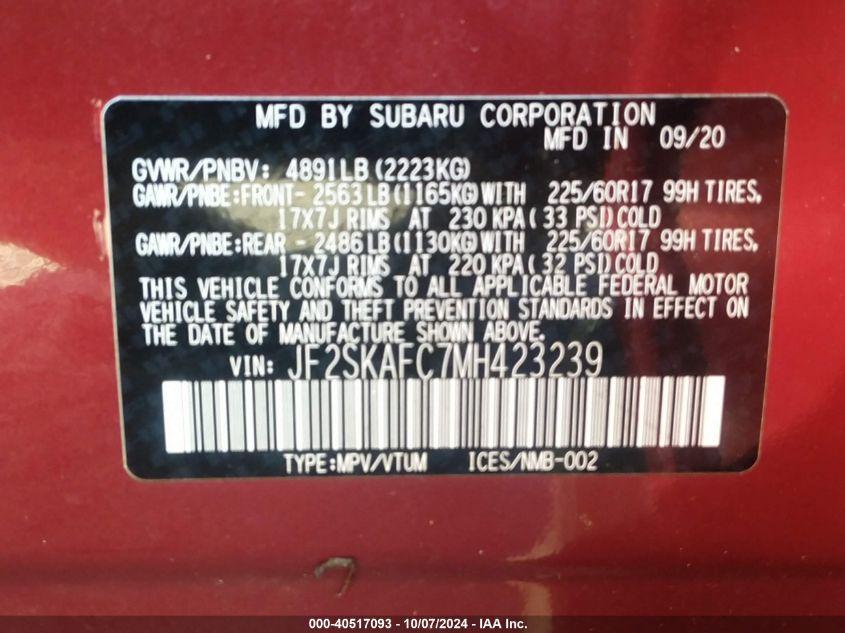 MFD BY SUBARU CORPORATION
MFD IN 09/20
GVWR/PNBV: 4891LB(2223KG)
GAWR/PNBE:FRONT- 2563LB(1165KG)WITH 225/60R17 99H TIRES,
17X7J RIMS AT 230 KPA(33 PSI)COLD
GAWR/PNBE:REAR - 2486LB(1130KG)WITH 225/60R17 99H TIRES,
17X7J RIMS AT 220 KPA(32 PSI)COLD
THIS VEHICLE CONFORMS TO ALL APPLICABLE FEDERAL MOTOR
VEHICLE SAFETY AND THEFT PREVENTION STANDARDS IN EFFECT ON
THE DATE OF MANUFACTURE SHOWN ABOVE.
VIN: JF2SKAFC7MH423239
TYPE:MPV/VTUM ICES/NMB-002
000-40517093 - 10/07/2024 - IAA Inc.